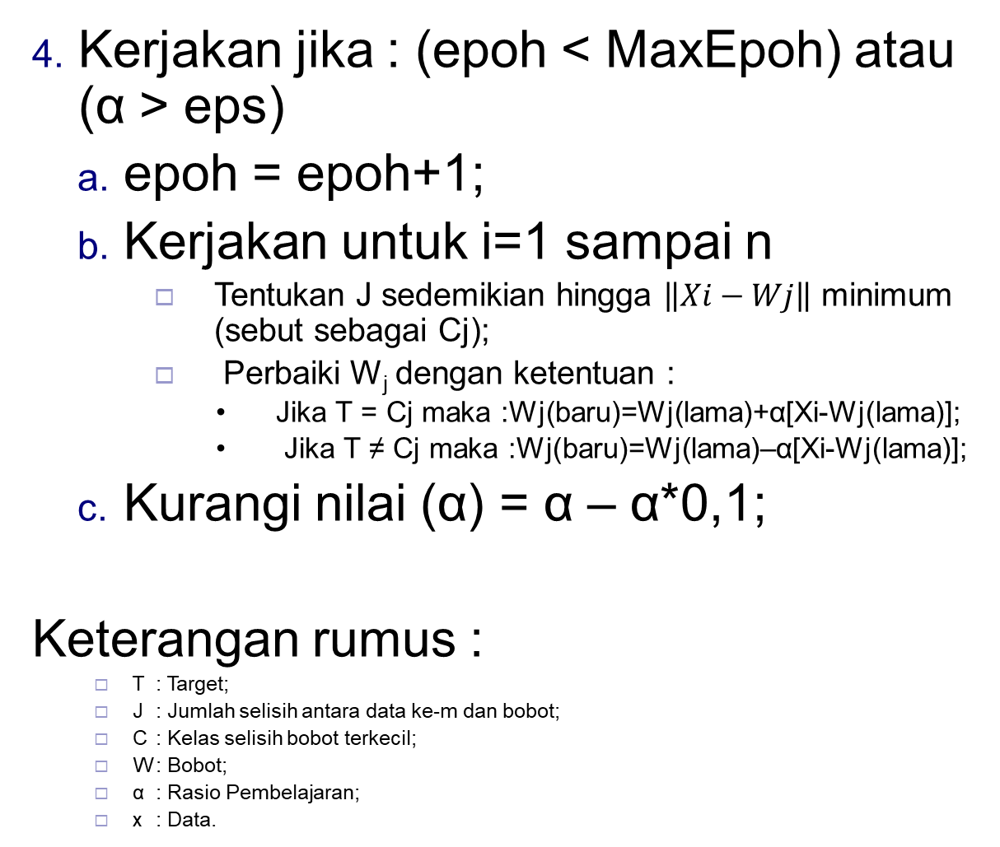 4. Kerjakan jika : (epoh < MaxEpoh) atau
(α > eps)
a. epoh = epoh+1;
b. Kerjakan untuk i=1 sampai n
□ Tentukan J sedemikian hingga ‖Xi − Wj‖ minimum
(sebut sebagai Cj);
□ Perbaiki Wj dengan ketentuan :
• Jika T = Cj maka :Wj(baru)=Wj(lama)+α[Xi-Wj(lama)];
• Jika T ≠ Cj maka :Wj(baru)=Wj(lama)–α[Xi-Wj(lama)];
c. Kurangi nilai (α) = α – α*0,1;
Keterangan rumus :
□ T : Target;
□ J : Jumlah selisih antara data ke-m dan bobot;
□ C : Kelas selisih bobot terkecil;
□ W: Bobot;
□ α : Rasio Pembelajaran;
□ x : Data.